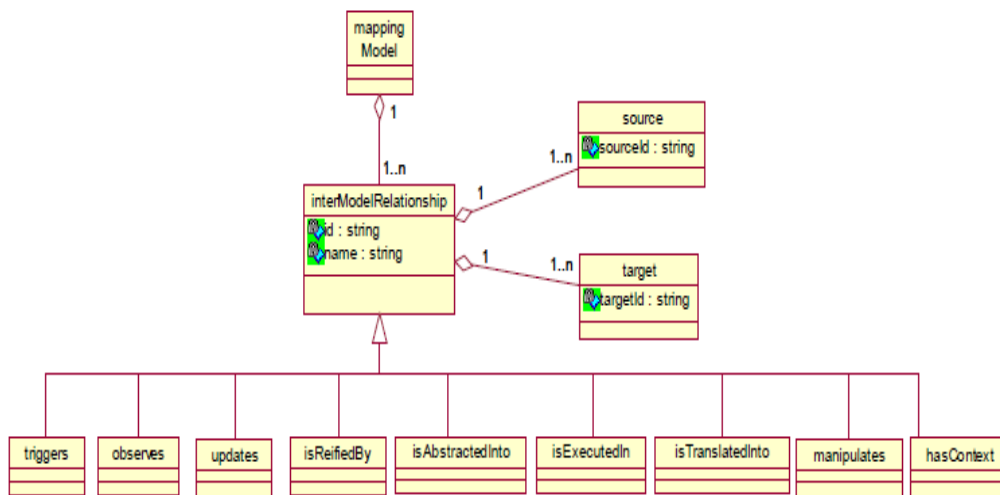 mapping
Model
1
1..n
source
sourceId : string
1..n
1
interModelRelationship
id : string
name : string
1
1..n
target
targetId : string
triggers
observes
updates
isReifiedBy
isAbstractedInto
isExecutedIn
isTranslatedInto
manipulates
hasContext